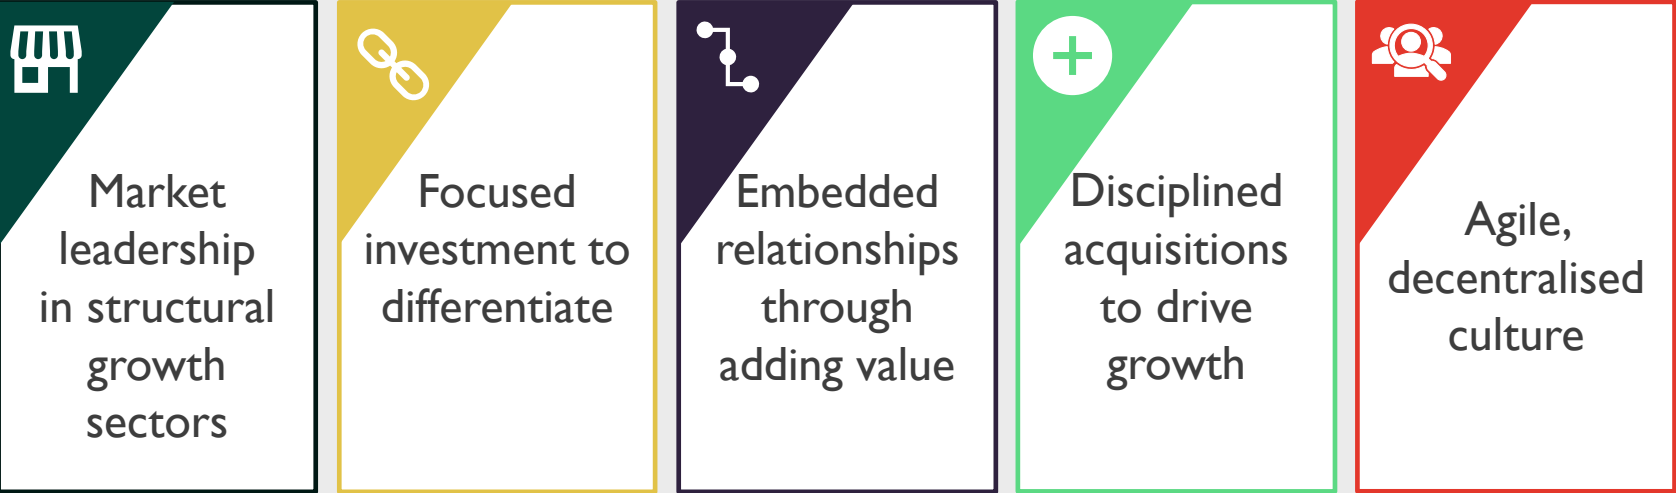 Market
leadership
in structural
growth
sectors
Focused
investment to
differentiate
Embedded
relationships
through
adding value
Disciplined
acquisitions
to drive
growth
Agile,
decentralised
culture